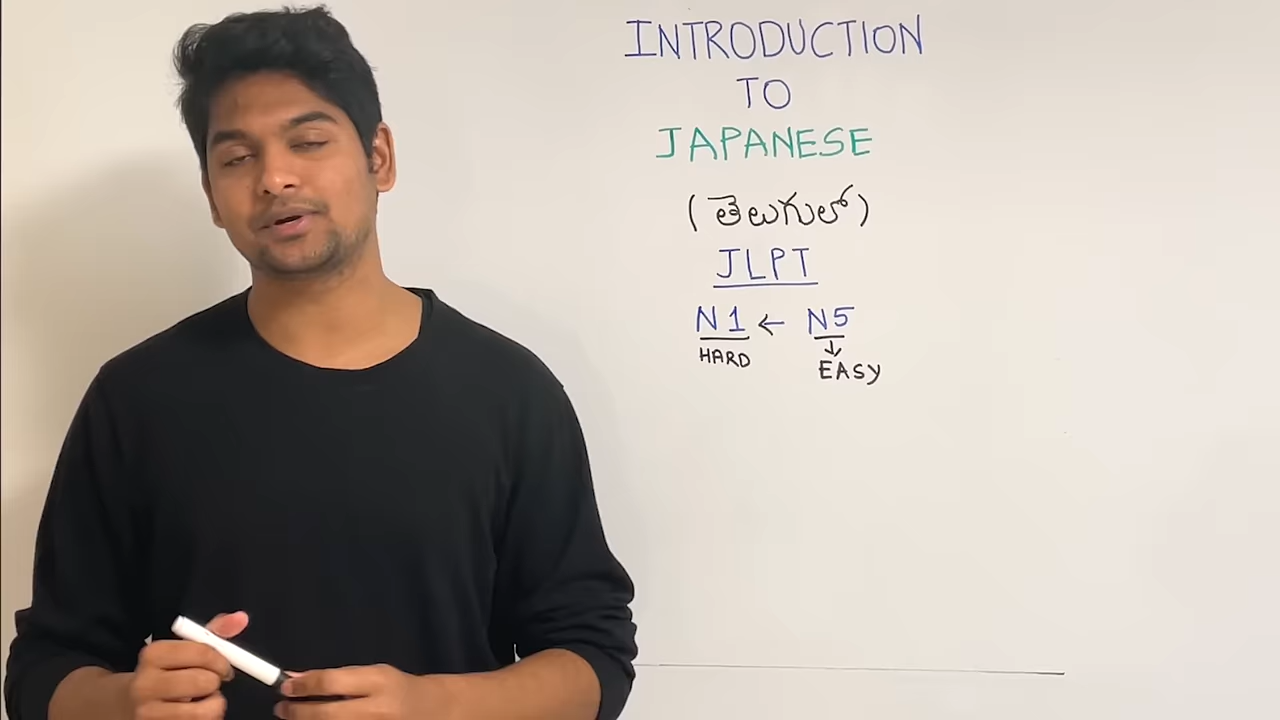 INTRODUCTION
TO
JAPANESE
(తెలుగులో)
JLPT
N1 ← N5
HARD ↓
EASY